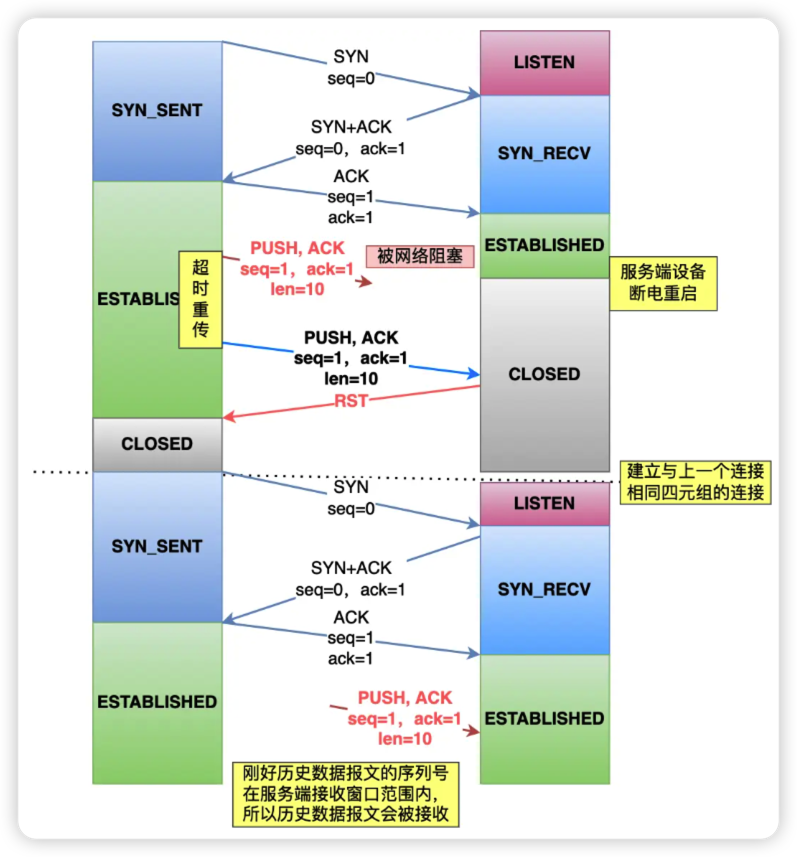 SYN
seq=0
LISTEN
SYN_SENT
SYN+ACK
seq=0，ack=1
SYN_RECV
ACK
seq=1
ack=1
PUSH, ACK
seq=1，ack=1
len=10
被网络阻塞
ESTABLISHED
超
时
重
传
ESTABLIS
服务端设备
断电重启
PUSH, ACK
seq=1，ack=1
len=10
CLOSED
RST
CLOSED
建立与上一个连接
相同四元组的连接
SYN
seq=0
LISTEN
SYN_SENT
SYN+ACK
seq=0，ack=1
SYN_RECV
ACK
seq=1
ack=1
ESTABLISHED
PUSH, ACK
seq=1，ack=1
len=10
ESTABLISHED
刚好历史数据报文的序列号
在服务端接收窗口范围内，
所以历史数据报文会被接收